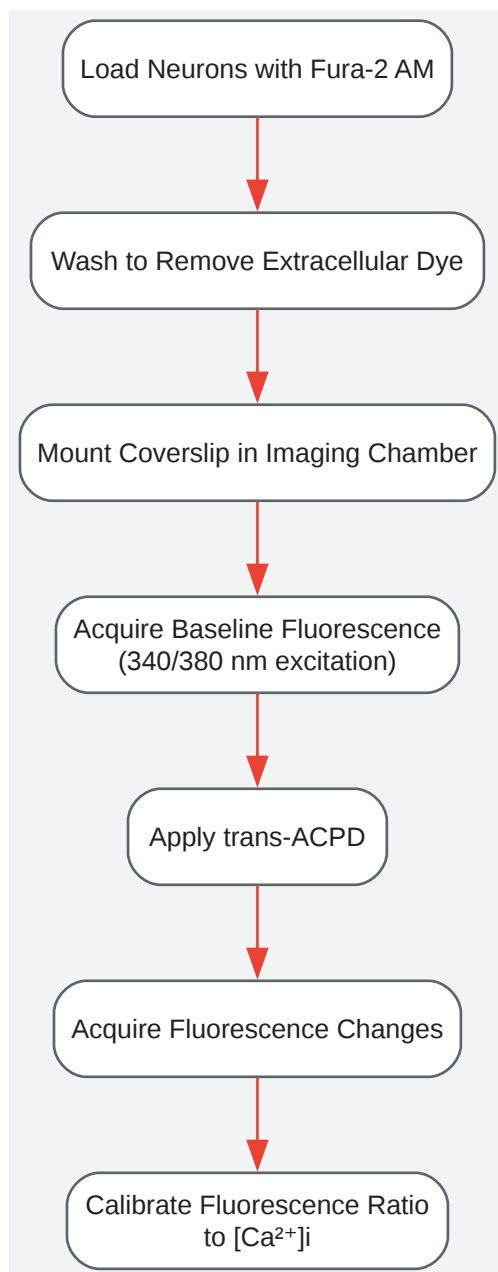 Load Neurons with Fura-2 AM
Wash to Remove Extracellular Dye
Mount Coverslip in Imaging Chamber
Acquire Baseline Fluorescence
(340/380 nm excitation)
Apply trans-ACPD
Acquire Fluorescence Changes
Calibrate Fluorescence Ratio
to [Ca²⁺]i